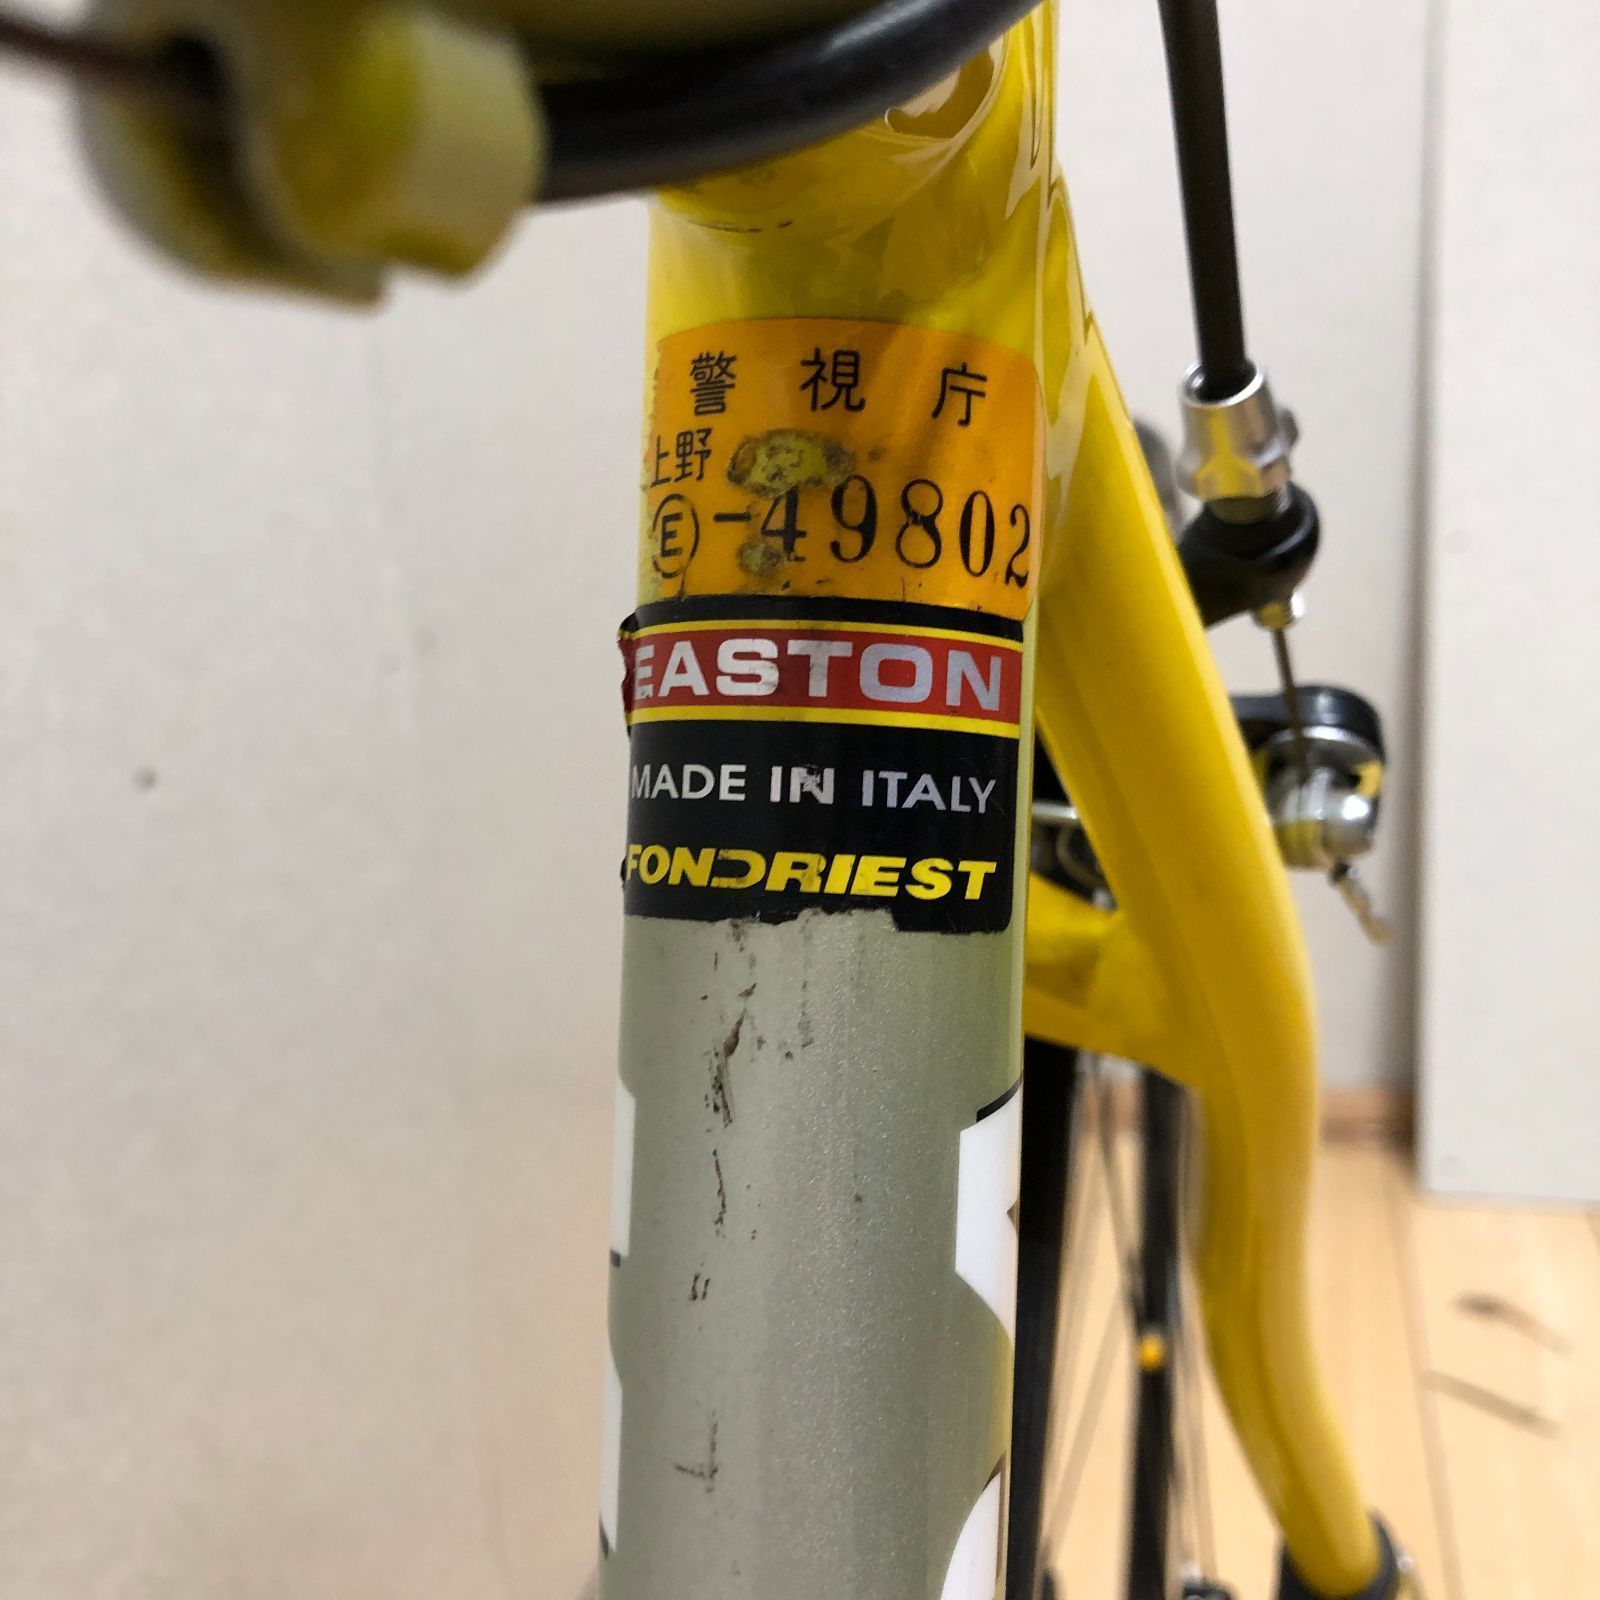 警視庁
上野
Ⓔ-49802
EASTON
MADE IN ITALY
FONDRIEST